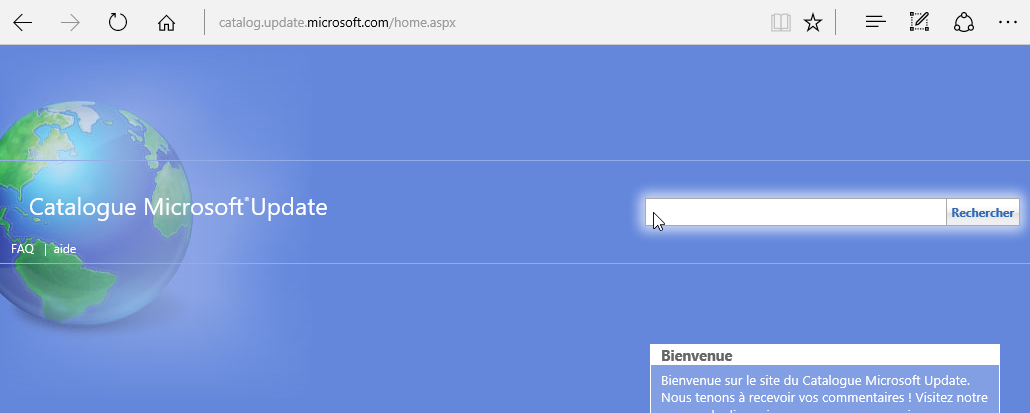 catalog.update.microsoft.com/home.aspx
Catalogue Microsoft® Update
Rechercher
FAQ | aide
Bienvenue
Bienvenue sur le site du Catalogue Microsoft Update.
Nous tenons à recevoir vos commentaires ! Visitez notre